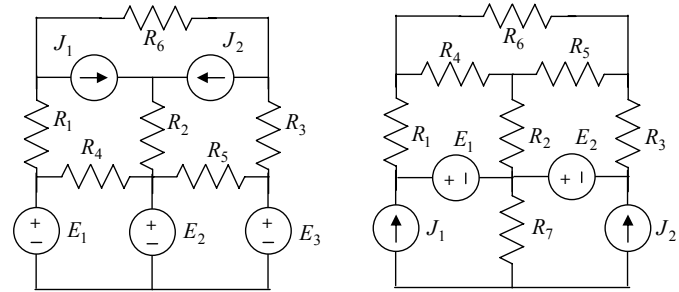 R6
J1 J2
R1 R2 R3
R4 R5
+ + +
− E1 − E2 − E3
R6
R4 R5
R1 E1 R2 E2 R3
+ − + −
J1 R7 J2